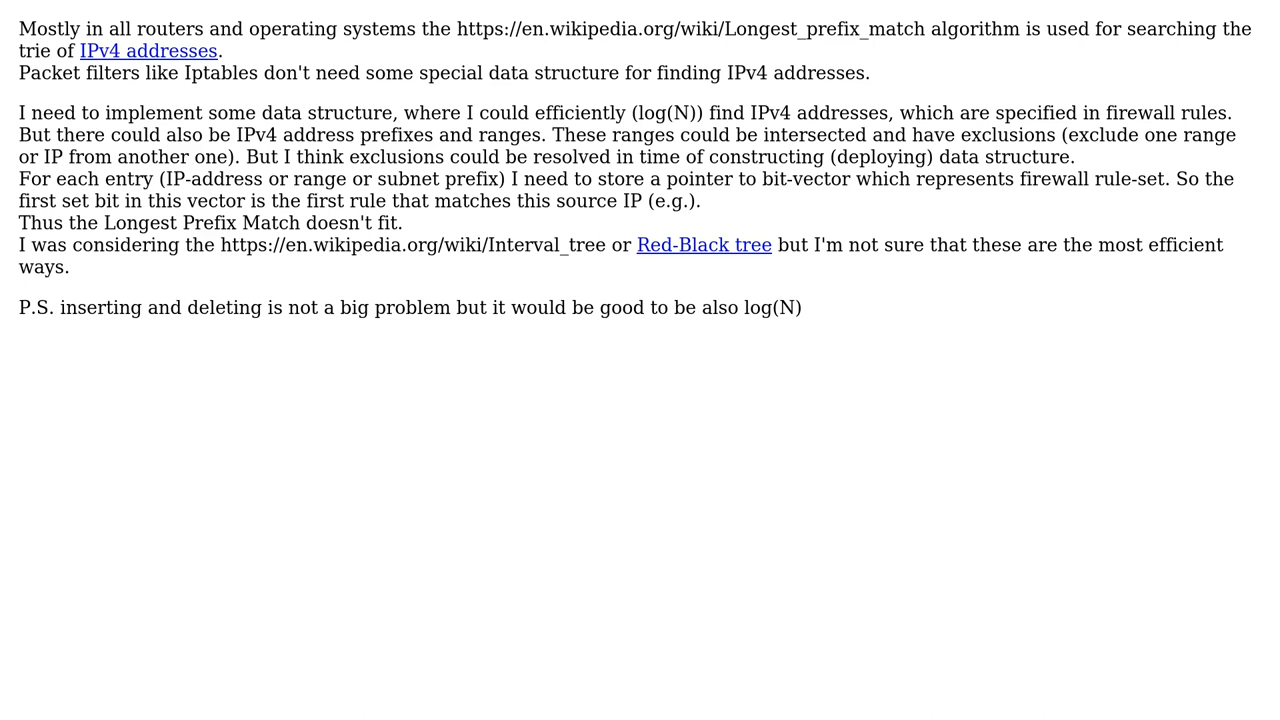 Mostly in all routers and operating systems the https://en.wikipedia.org/wiki/Longest_prefix_match algorithm is used for searching the
trie of IPv4 addresses.
Packet filters like Iptables don't need some special data structure for finding IPv4 addresses.
I need to implement some data structure, where I could efficiently (log(N)) find IPv4 addresses, which are specified in firewall rules.
But there could also be IPv4 address prefixes and ranges. These ranges could be intersected and have exclusions (exclude one range
or IP from another one). But I think exclusions could be resolved in time of constructing (deploying) data structure.
For each entry (IP-address or range or subnet prefix) I need to store a pointer to bit-vector which represents firewall rule-set. So the
first set bit in this vector is the first rule that matches this source IP (e.g.).
Thus the Longest Prefix Match doesn't fit.
I was considering the https://en.wikipedia.org/wiki/Interval_tree or Red-Black tree but I'm not sure that these are the most efficient
ways.
P.S. inserting and deleting is not a big problem but it would be good to be also log(N)